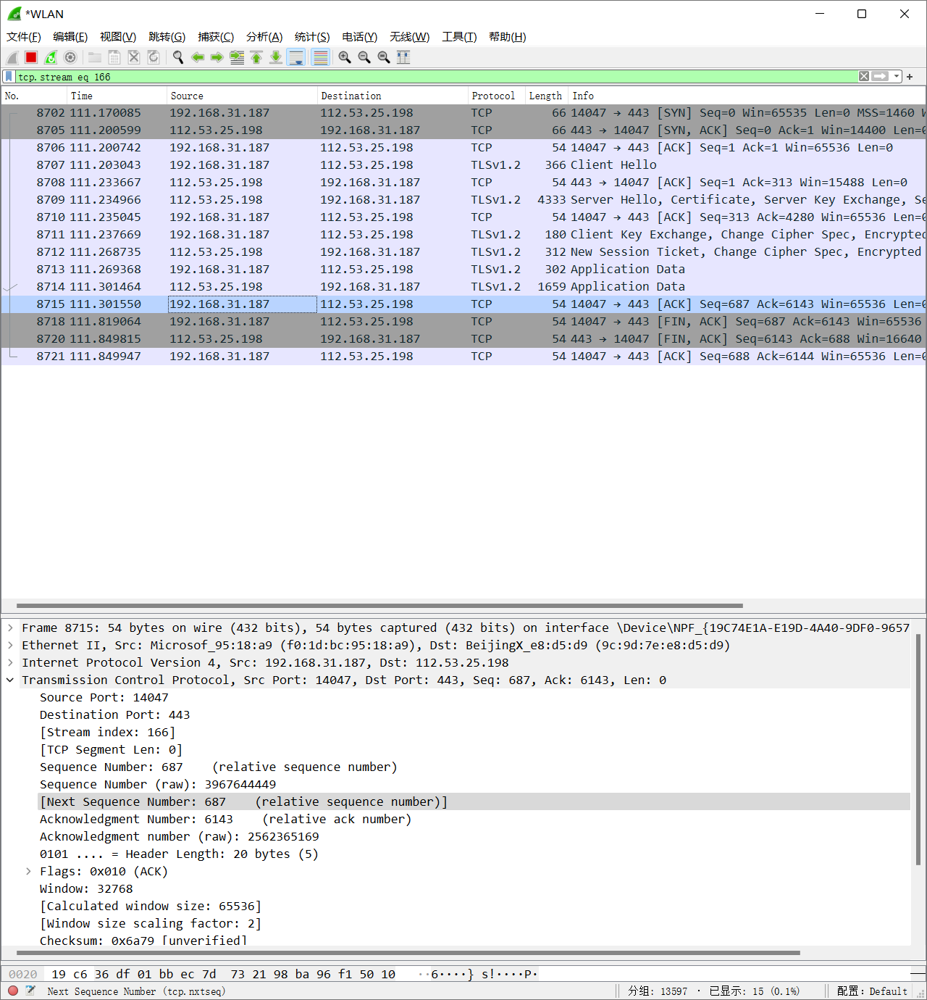 *WLAN
文件(F) 编辑(E) 视图(V) 跳转(G) 捕获(C) 分析(A) 统计(S) 电话(Y) 无线(W) 工具(T) 帮助(H)
tcp.stream eq 166
No. Time Source Destination Protocol Length Info
8702 111.170085 192.168.31.187 112.53.25.198 TCP 66 14047 → 443 [SYN] Seq=0 Win=65535 Len=0 MSS=1460 W
8705 111.200599 112.53.25.198 192.168.31.187 TCP 66 443 → 14047 [SYN, ACK] Seq=0 Ack=1 Win=14400 Len=0
8706 111.200742 192.168.31.187 112.53.25.198 TCP 54 14047 → 443 [ACK] Seq=1 Ack=1 Win=65536 Len=0
8707 111.203043 192.168.31.187 112.53.25.198 TLSv1.2 366 Client Hello
8708 111.233667 112.53.25.198 192.168.31.187 TCP 54 443 → 14047 [ACK] Seq=1 Ack=313 Win=15488 Len=0
8709 111.234966 112.53.25.198 192.168.31.187 TLSv1.2 4333 Server Hello, Certificate, Server Key Exchange, Se
8710 111.235045 192.168.31.187 112.53.25.198 TCP 54 14047 → 443 [ACK] Seq=313 Ack=4280 Win=65536 Len=0
8711 111.237669 192.168.31.187 112.53.25.198 TLSv1.2 180 Client Key Exchange, Change Cipher Spec, Encrypted
8712 111.268735 112.53.25.198 192.168.31.187 TLSv1.2 312 New Session Ticket, Change Cipher Spec, Encrypted
8713 111.269368 192.168.31.187 112.53.25.198 TLSv1.2 302 Application Data
8714 111.301464 112.53.25.198 192.168.31.187 TLSv1.2 1659 Application Data
8715 111.301550 192.168.31.187 112.53.25.198 TCP 54 14047 → 443 [ACK] Seq=687 Ack=6143 Win=65536 Len=0
8718 111.819064 192.168.31.187 112.53.25.198 TCP 54 14047 → 443 [FIN, ACK] Seq=687 Ack=6143 Win=65536
8720 111.849815 112.53.25.198 192.168.31.187 TCP 54 443 → 14047 [FIN, ACK] Seq=6143 Ack=688 Win=16640
8721 111.849947 192.168.31.187 112.53.25.198 TCP 54 14047 → 443 [ACK] Seq=688 Ack=6144 Win=65536 Len=0
Frame 8715: 54 bytes on wire (432 bits), 54 bytes captured (432 bits) on interface \Device\NPF_{19C74E1A-E19D-4A40-9DF0-9657
Ethernet II, Src: Microsof_95:18:a9 (f0:1d:bc:95:18:a9), Dst: BeijingX_e8:d5:d9 (9c:9d:7e:e8:d5:d9)
Internet Protocol Version 4, Src: 192.168.31.187, Dst: 112.53.25.198
Transmission Control Protocol, Src Port: 14047, Dst Port: 443, Seq: 687, Ack: 6143, Len: 0
Source Port: 14047
Destination Port: 443
[Stream index: 166]
[TCP Segment Len: 0]
Sequence Number: 687 (relative sequence number)
Sequence Number (raw): 3967644449
[Next Sequence Number: 687 (relative sequence number)]
Acknowledgment Number: 6143 (relative ack number)
Acknowledgment number (raw): 2562365169
0101 .... = Header Length: 20 bytes (5)
Flags: 0x010 (ACK)
Window: 32768
[Calculated window size: 65536]
[Window size scaling factor: 2]
Checksum: 0x6a79 [unverified]
0020 19 c6 36 df 01 bb ec 7d 73 21 98 ba 96 f1 50 10 ··6····} s!····P·
Next Sequence Number (tcp.nxtseq) 分组: 13597 · 已显示: 15 (0.1%) 配置: Default